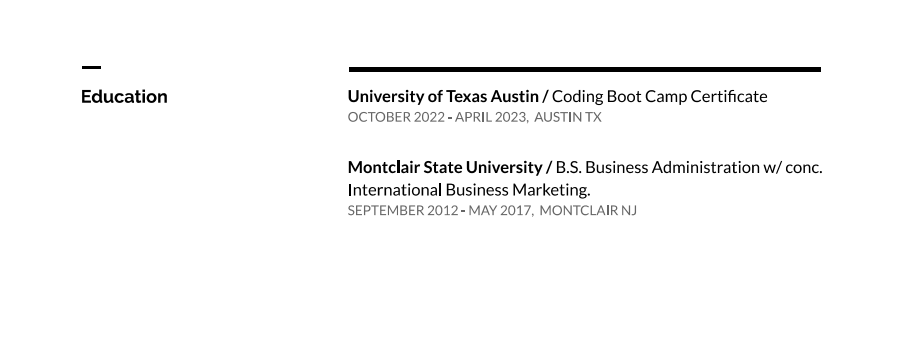 Education
University of Texas Austin / Coding Boot Camp Certificate
OCTOBER 2022 - APRIL 2023, AUSTIN TX
Montclair State University / B.S. Business Administration w/ conc.
International Business Marketing.
SEPTEMBER 2012 - MAY 2017, MONTCLAIR NJ